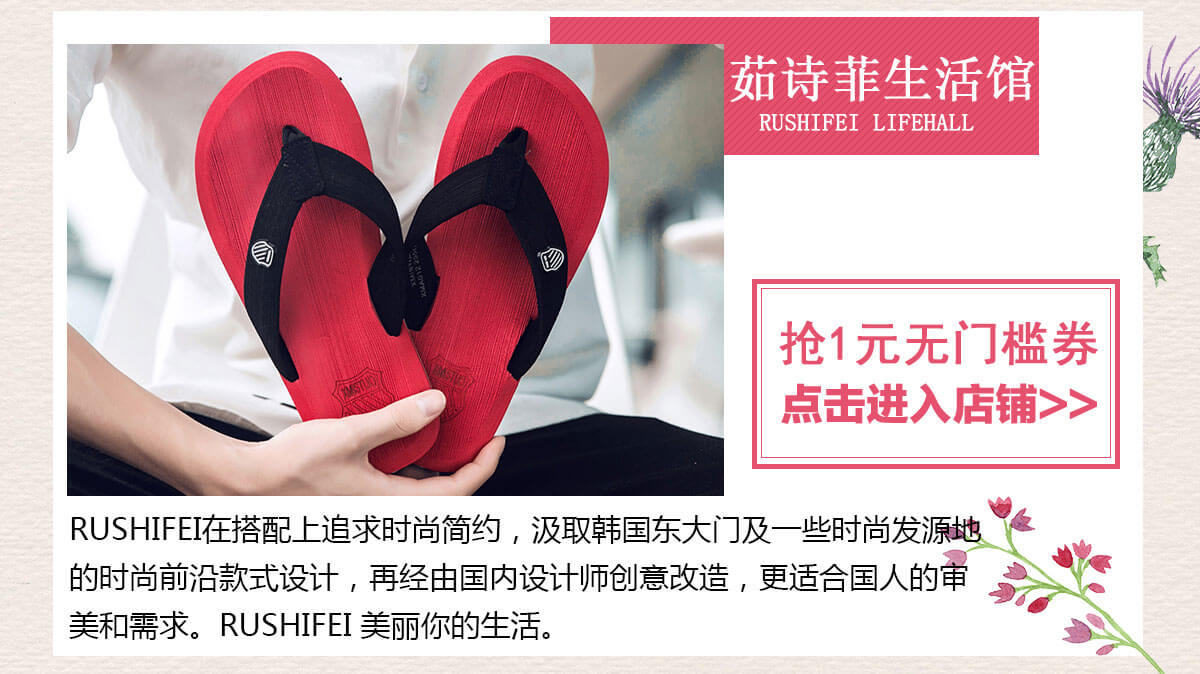 茹诗菲生活馆
RUSHIFEI LIFEHALL
抢1元无门槛券
点击进入店铺>>
RUSHIFEI在搭配上追求时尚简约，汲取韩国东大门及一些时尚发源地
的时尚前沿款式设计，再经由国内设计师创意改造，更适合国人的审
美和需求。RUSHIFEI 美丽你的生活。